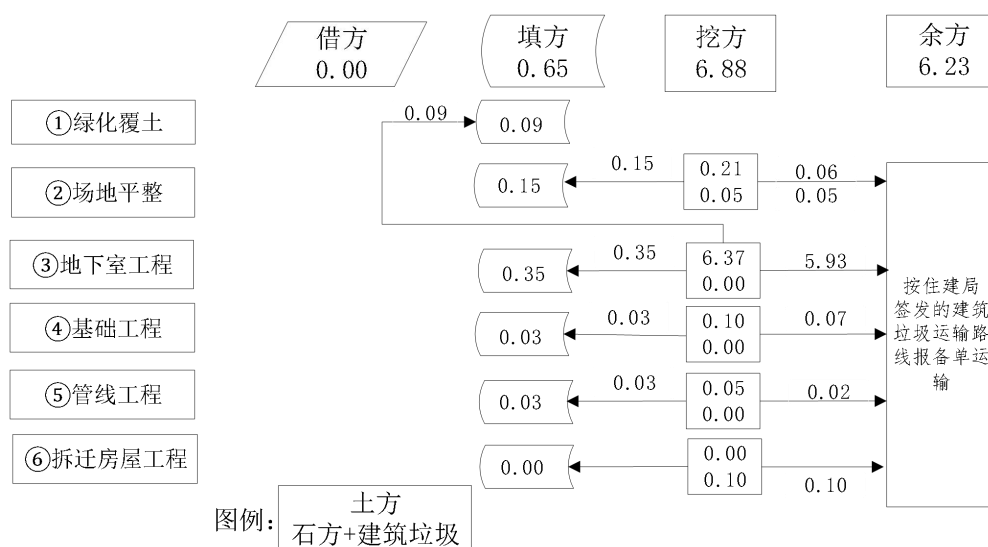 借方
0.00
填方
0.65
挖方
6.88
余方
6.23
①绿化覆土
0.09
0.09
②场地平整
0.15
0.15
0.21
0.05
0.06
0.05
③地下室工程
0.35
0.35
6.37
0.00
5.93
④基础工程
0.03
0.03
0.10
0.00
0.07
⑤管线工程
0.03
0.03
0.05
0.00
0.02
⑥拆迁房屋工程
0.00
0.00
0.10
0.10
按住建局
签发的建筑
垃圾运输路
线报备单运
输
图例：
土方
石方+建筑垃圾